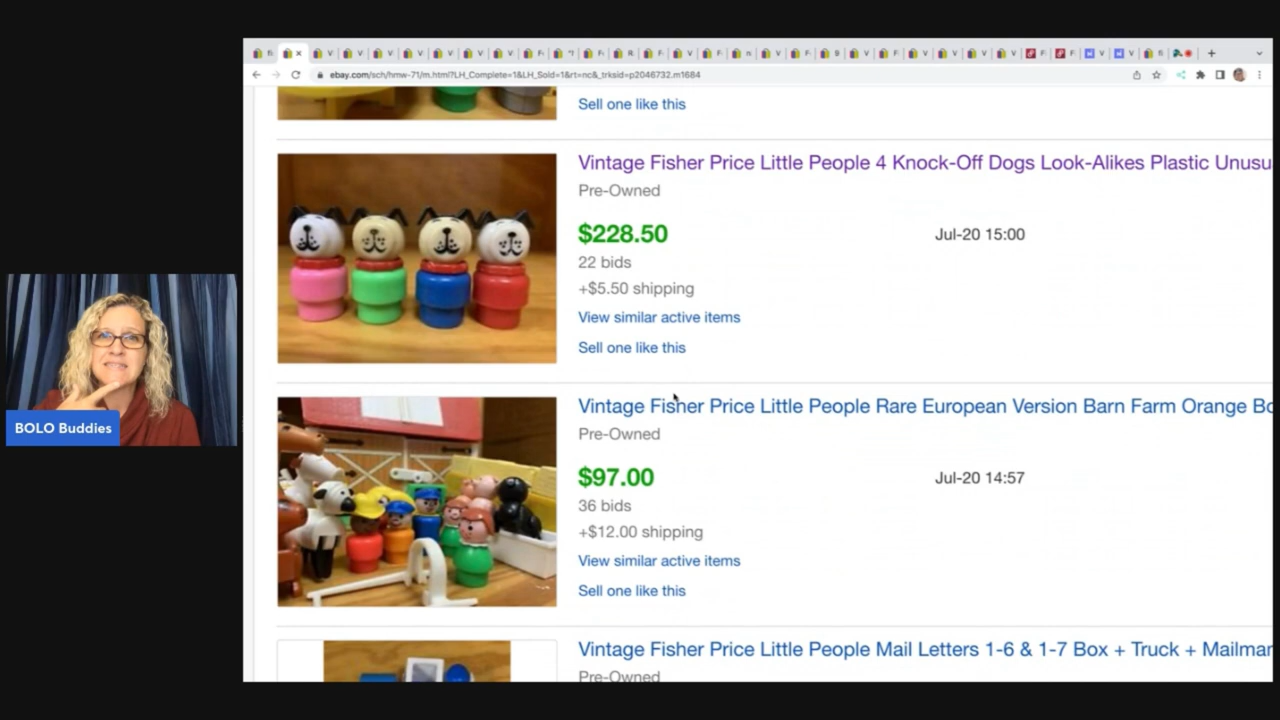 ebay.com/sch/hmw-71/m.html?LH_Complete=1&LH_Sold=1&rt=nc&_trksid=p2046732.m1684
Sell one like this
Vintage Fisher Price Little People 4 Knock-Off Dogs Look-Alikes Plastic Unusu
Pre-Owned
$228.50
Jul-20 15:00
22 bids
+$5.50 shipping
View similar active items
Sell one like this
BOLO Buddies
Vintage Fisher Price Little People Rare European Version Barn Farm Orange Bo
Pre-Owned
$97.00
Jul-20 14:57
36 bids
+$12.00 shipping
View similar active items
Sell one like this
Vintage Fisher Price Little People Mail Letters 1-6 & 1-7 Box + Truck + Mailmar
Pre-Owned